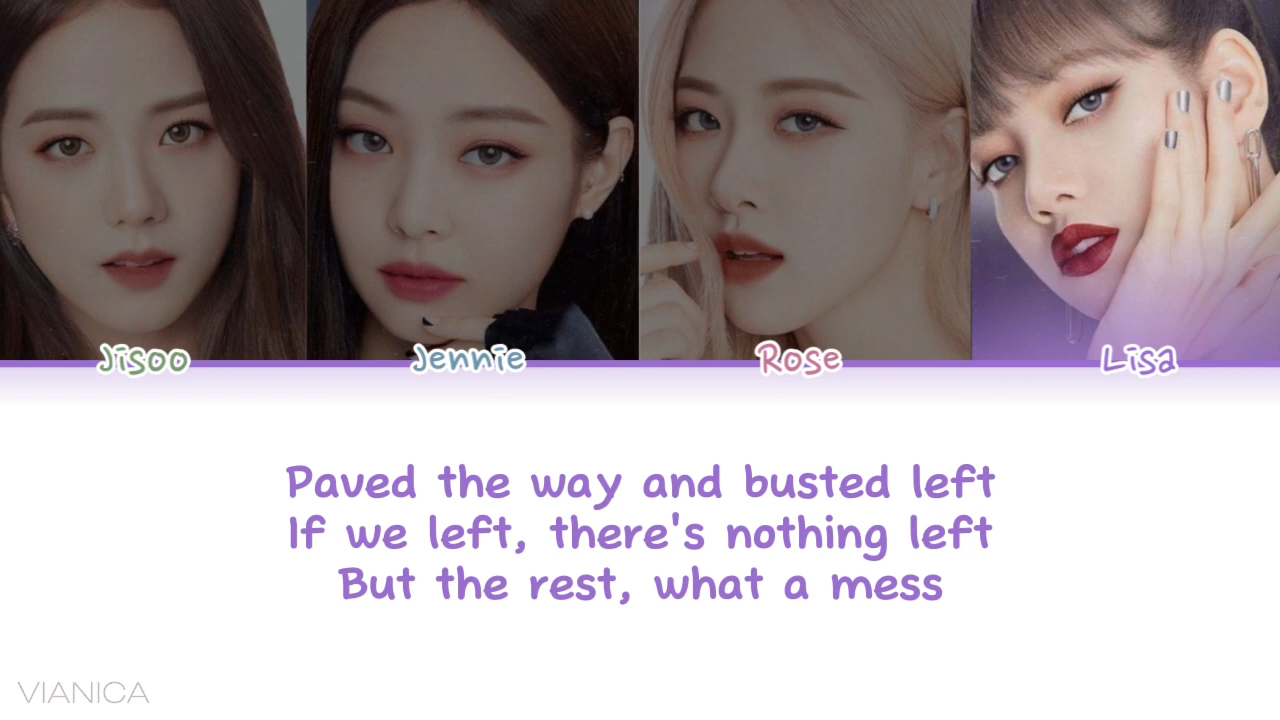 Jisoo Jennie Rose Lisa
Paved the way and busted left
If we left, there's nothing left
But the rest, what a mess
VIANICA